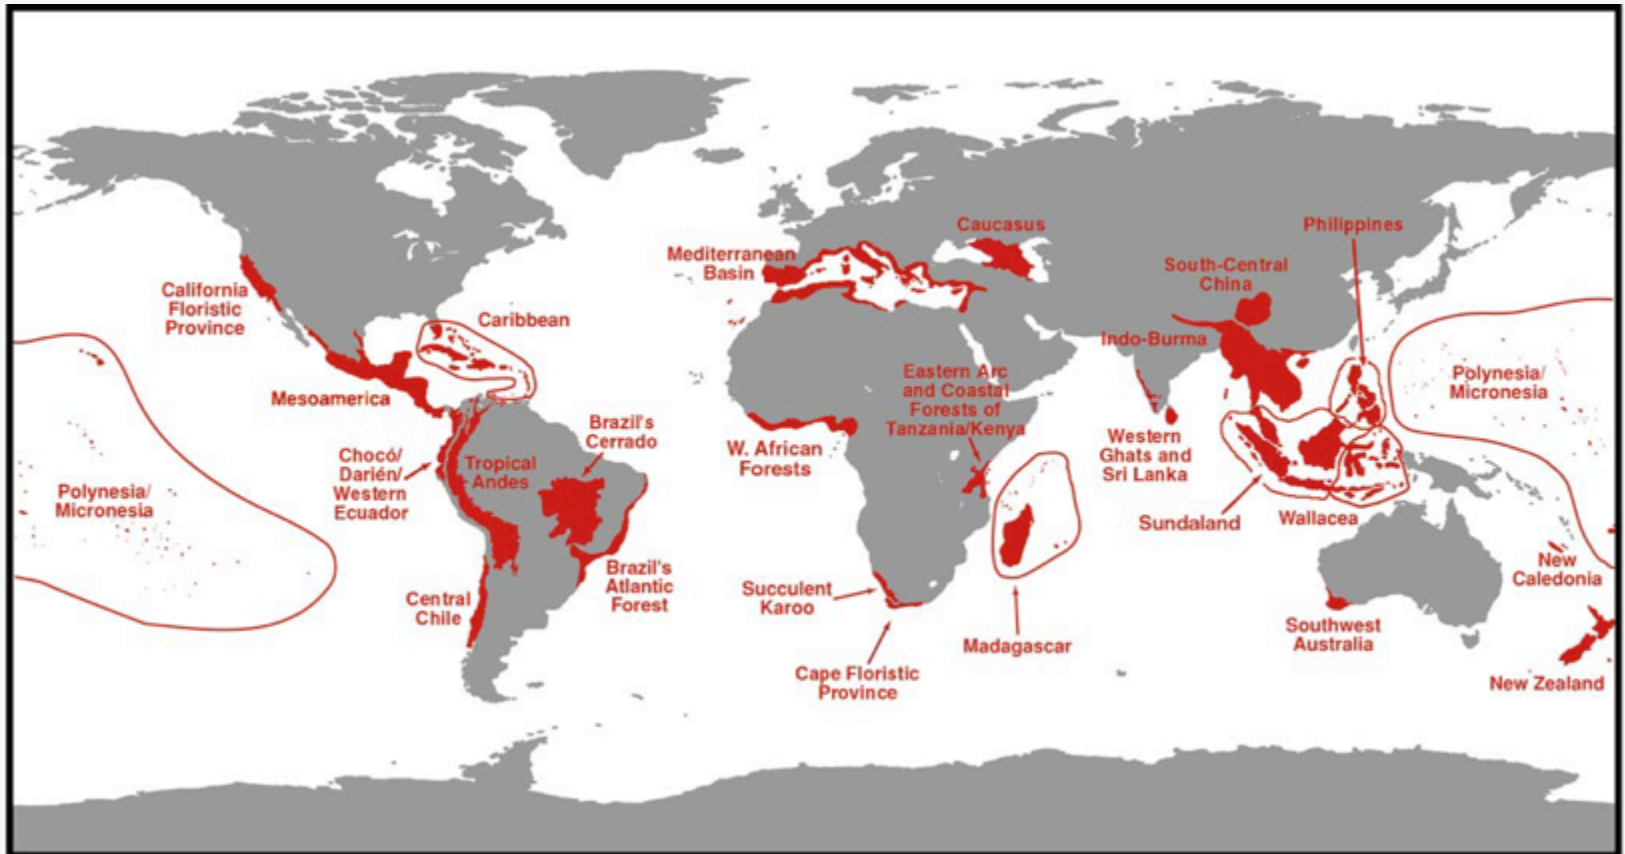 Caucasus
Philippines
Mediterranean
Basin
South-Central
China
California
Floristic
Province
Caribbean
Indo-Burma
Mesoamerica
Eastern Arc
and Coastal
Forests of
Tanzania/Kenya
Polynesia/
Micronesia
Brazil's
Cerrado
Chocó/
Darién/
Western
Ecuador
Tropical
Andes
W. African
Forests
Western
Ghats and
Sri Lanka
Polynesia/
Micronesia
Sundaland
Wallacea
New
Caledonia
Brazil's
Atlantic
Forest
Central
Chile
Succulent
Karoo
Madagascar
Southwest
Australia
Cape Floristic
Province
New Zealand